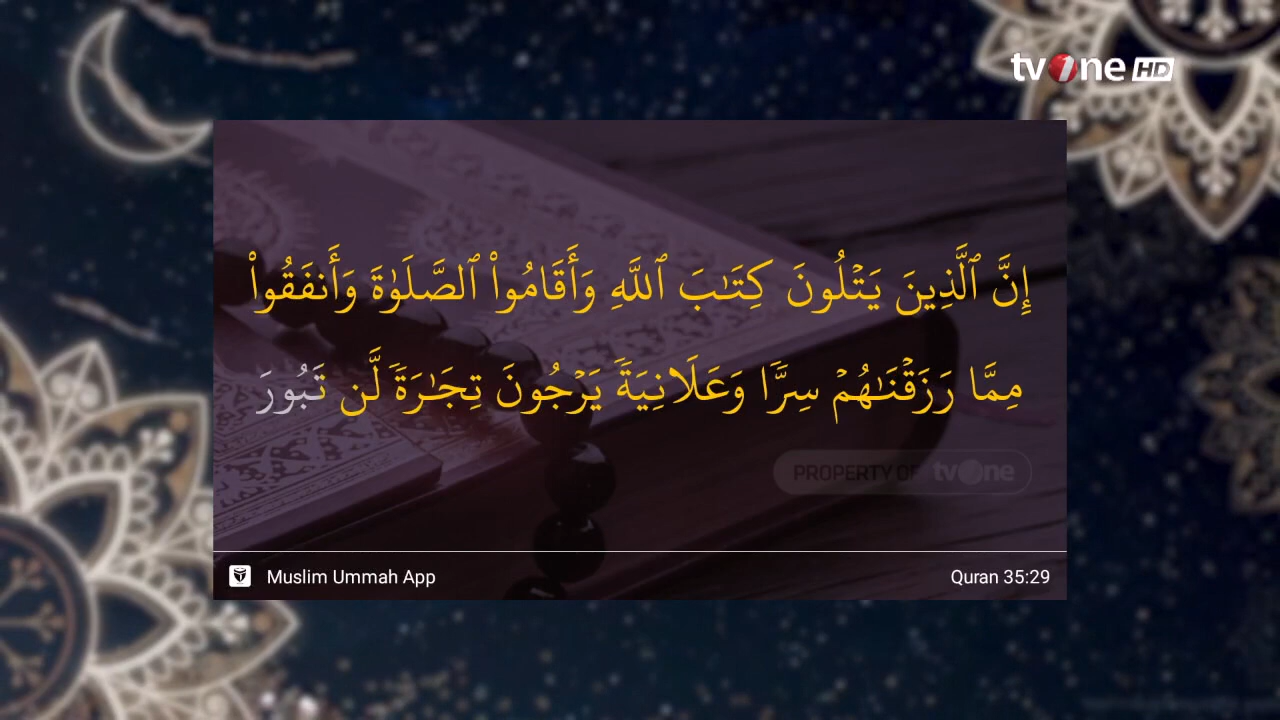 tvOne HD
إِنَّ ٱلَّذِينَ يَتۡلُونَ كِتَـٰبَ ٱللَّهِ وَأَقَامُواْ ٱلصَّلَوٰةَ وَأَنفَقُواْ
مِمَّا رَزَقۡنَـٰهُمۡ سِرّٗا وَعَلَانِيَةٗ يَرۡجُونَ تِجَـٰرَةٗ لَّن تَبُورَ
PROPERTY OF tvOne
Muslim Ummah App
Quran 35:29